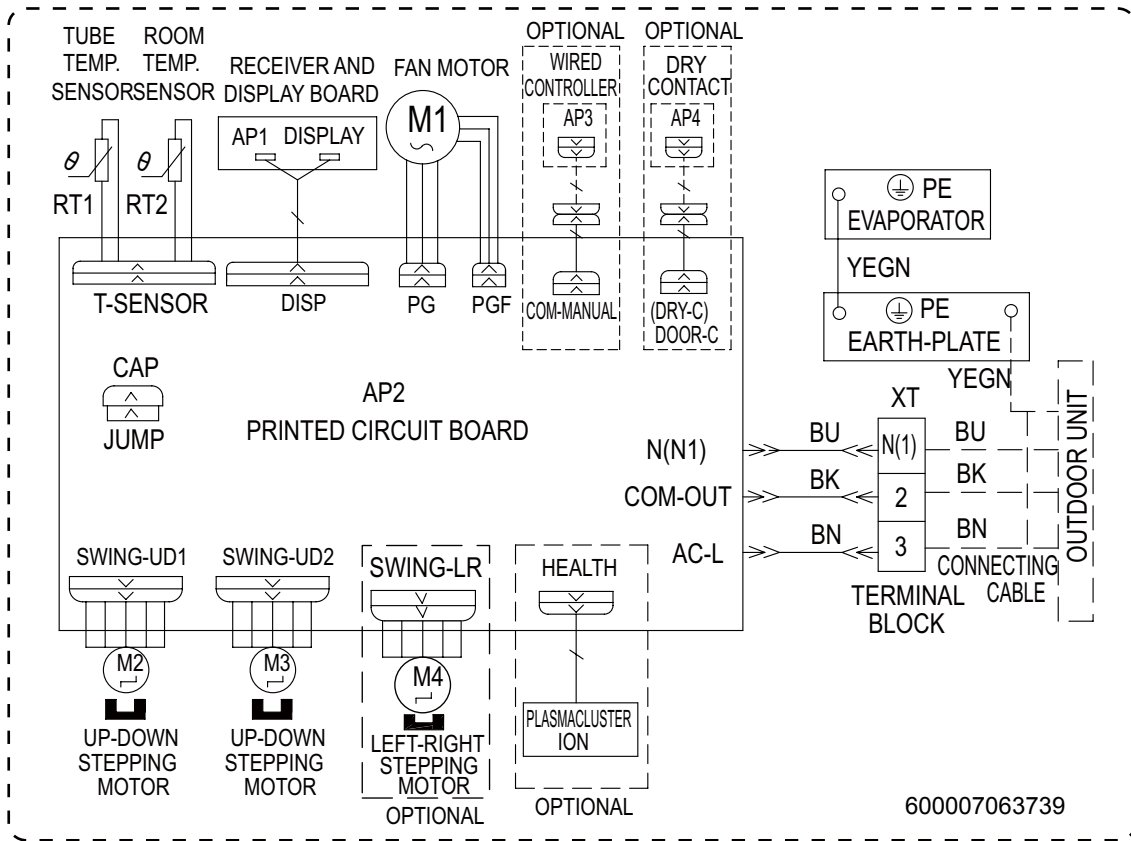 TUBE
TEMP.
SENSOR
ROOM
TEMP.
SENSOR
RECEIVER AND
DISPLAY BOARD
FAN MOTOR
OPTIONAL
WIRED
CONTROLLER
OPTIONAL
DRY
CONTACT
AP1 DISPLAY
M1
AP3
AP4
θ
RT1
θ
RT2
PE
EVAPORATOR
YEGN
PE
EARTH-PLATE
YEGN
T-SENSOR
DISP
PG
PGF
COM-MANUAL
(DRY-C)
DOOR-C
CAP
JUMP
AP2
PRINTED CIRCUIT BOARD
XT
N(N1)
BU
N(1)
BU
COM-OUT
BK
2
BK
AC-L
BN
3
BN
CONNECTING
CABLE
OUTDOOR UNIT
TERMINAL
BLOCK
SWING-UD1
SWING-UD2
SWING-LR
HEALTH
M2
M3
M4
UP-DOWN
STEPPING
MOTOR
UP-DOWN
STEPPING
MOTOR
LEFT-RIGHT
STEPPING
MOTOR
OPTIONAL
PLASMACLUSTER
ION
OPTIONAL
600007063739